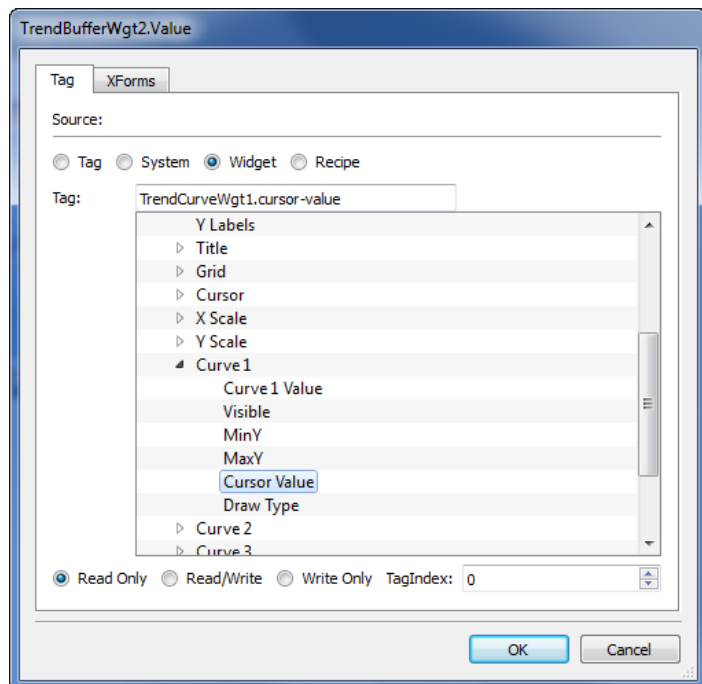 TrendBufferWgt2.Value
Tag XForms
Source:
Tag System Widget Recipe
Tag: TrendCurveWgt1.cursor-value
Y Labels
Title
Grid
Cursor
X Scale
Y Scale
Curve 1
Curve 1 Value
Visible
MinY
MaxY
Cursor Value
Draw Type
Curve 2
Curve 3
Read Only Read/Write Write Only TagIndex: 0
OK Cancel